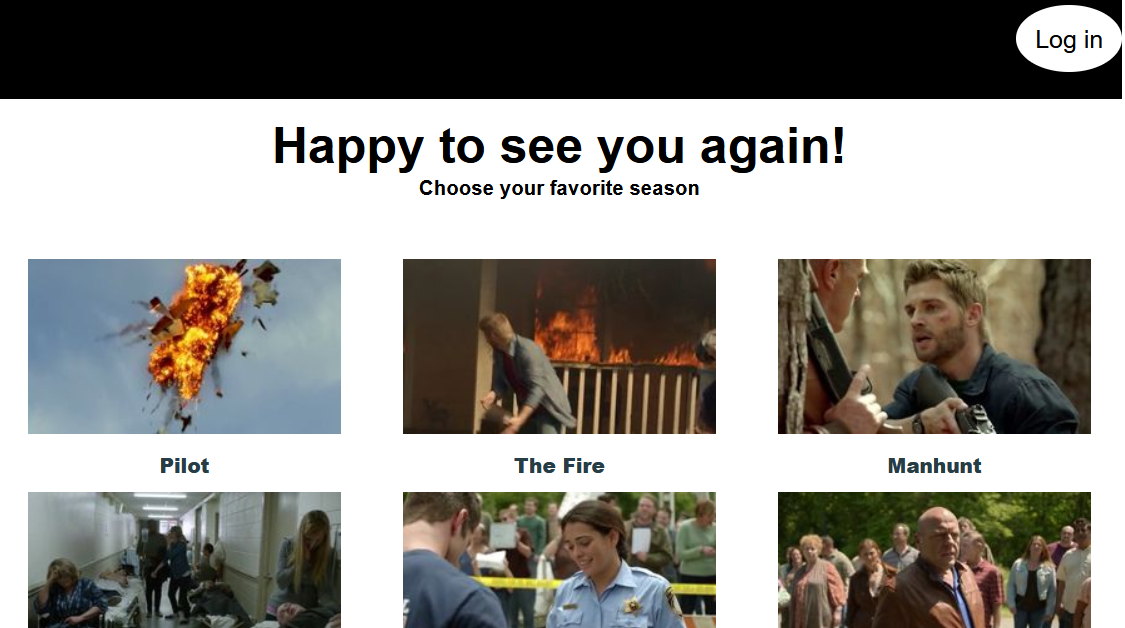 Log in
Happy to see you again!
Choose your favorite season
Pilot
The Fire
Manhunt